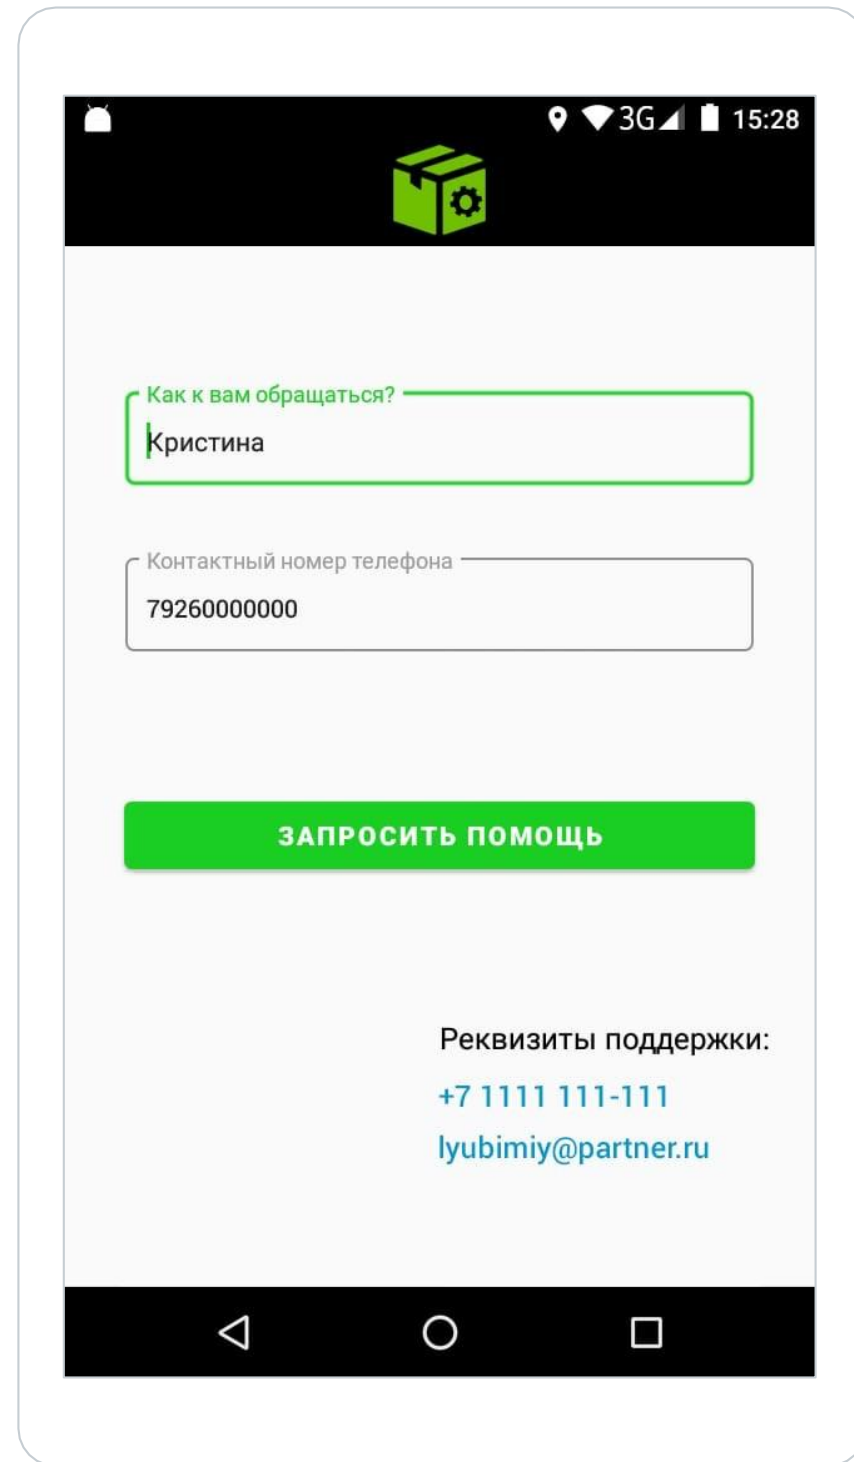 3G 15:28
Как к вам обращаться?
Кристина
Контактный номер телефона
79260000000
ЗАПРОСИТЬ ПОМОЩЬ
Реквизиты поддержки:
+7 1111 111-111
lyubimiy@partner.ru